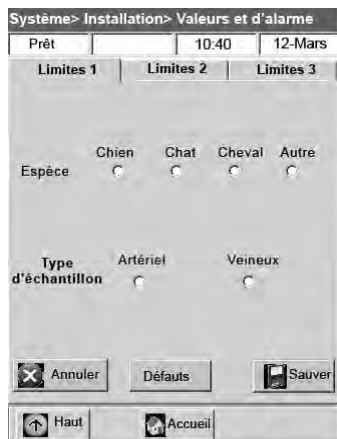 Système> Installation> Valeurs et d'alarme
Prêt 10:40 12-Mars
Limites 1 Limites 2 Limites 3
Chien Chat Cheval Autre
Espèce
Type d'échantillon
Artériel Veineux
Annuler Défauts Sauver
Haut Accueil